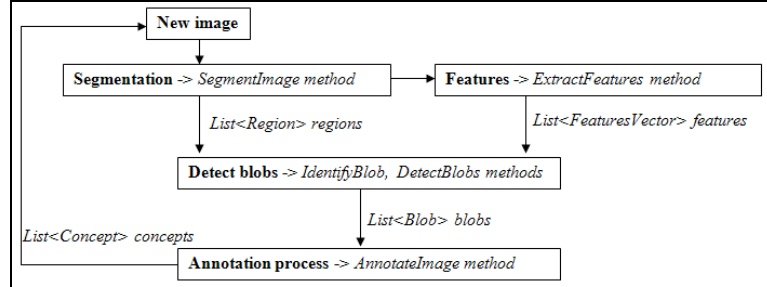 New image
Segmentation -> SegmentImage method
Features -> ExtractFeatures method
List<Region> regions
List<FeaturesVector> features
Detect blobs -> IdentifyBlob, DetectBlobs methods
List<Blob> blobs
List<Concept> concepts
Annotation process -> AnnotateImage method